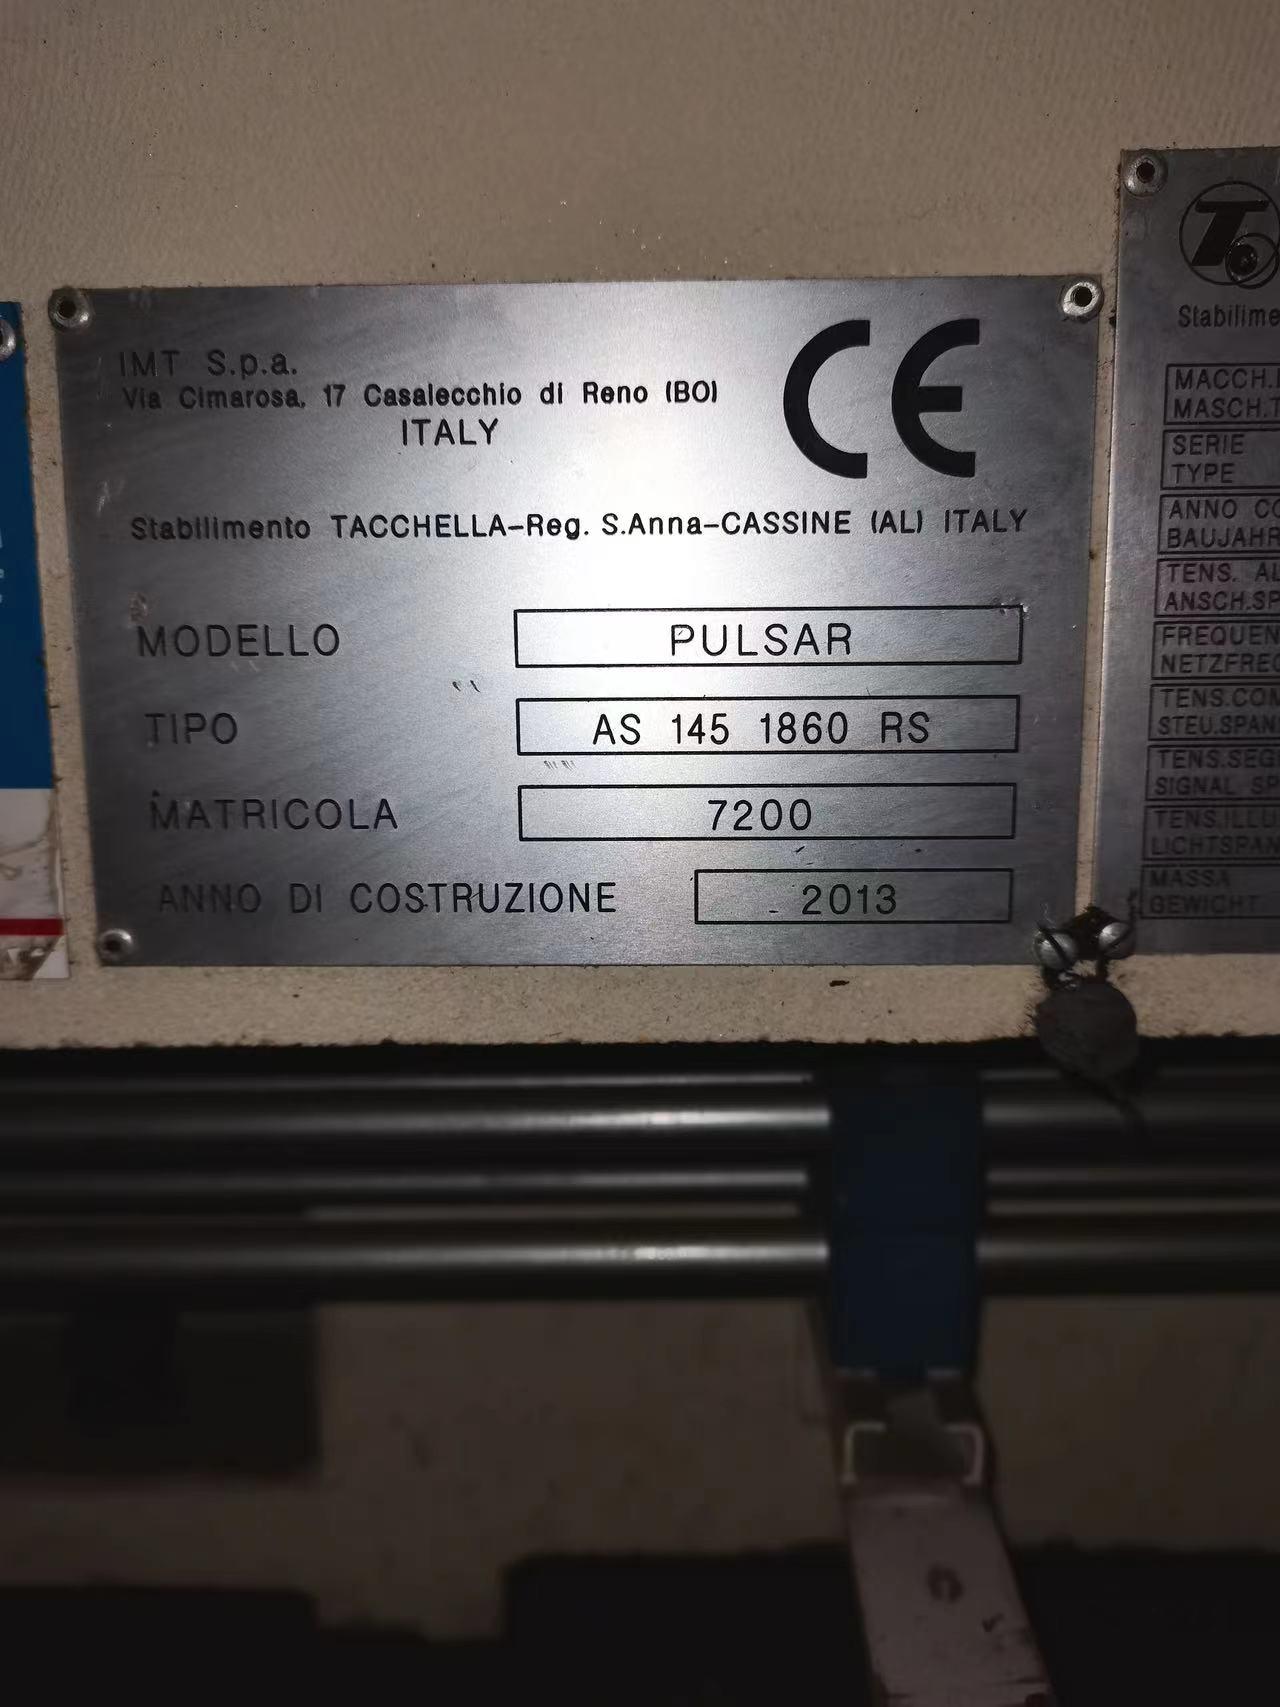 IMT S.p.a.
Via Cimarosa, 17 Casalecchio di Reno (BO)
ITALY
CE
Stabilimento TACCHELLA-Reg. S.Anna-CASSINE (AL) ITALY
MODELLO PULSAR
TIPO AS 145 1860 RS
MATRICOLA 7200
ANNO DI COSTRUZIONE 2013
Stabilime
MACCH.
MASCH.T
SERIE
TYPE
ANNO CO
BAUJAHR
TENS. AL
ANSCH.SP
FREQUEN
NETZFREQ
TENS.COM
STEU.SPAN
TENS.SEG
SIGNAL SP
TENS.ILLU
LICHTSPAN
MASSA
GEWICHT